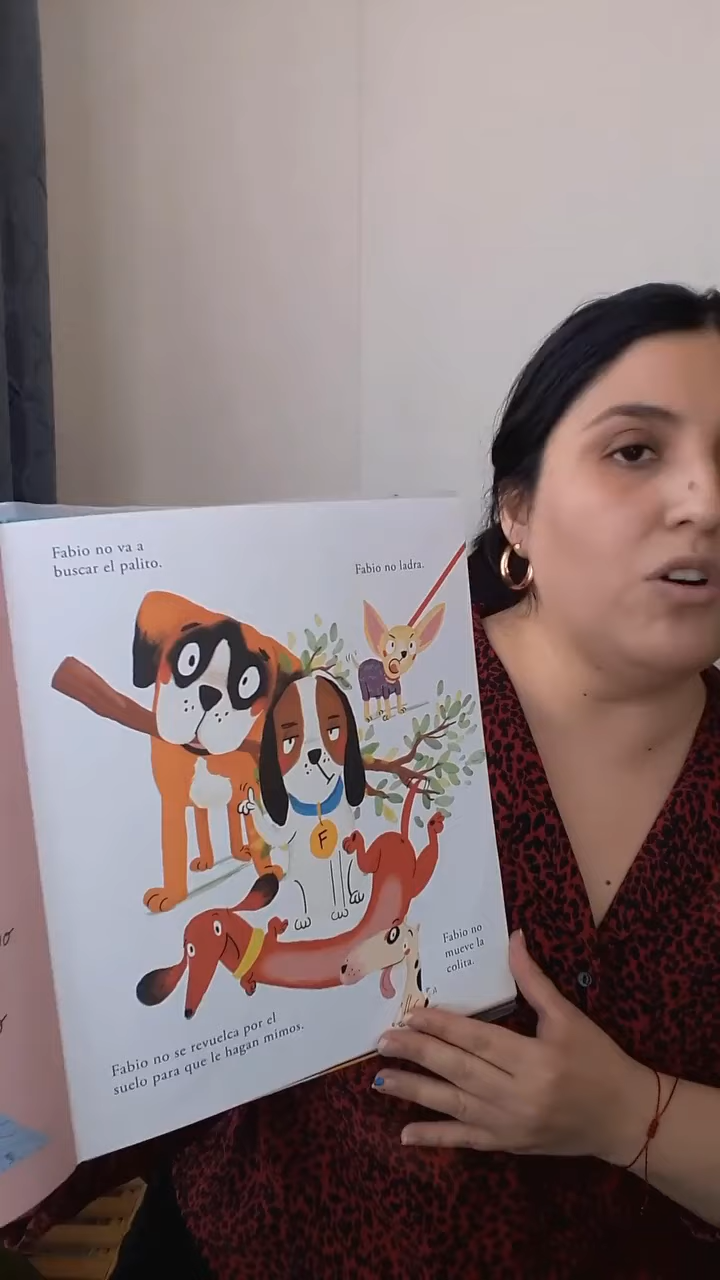 Fabio no va a
buscar el palito.
Fabio no ladra.
F
Fabio no
mueve la
colita.
Fabio no se revuelca por el
suelo para que le hagan mimos.